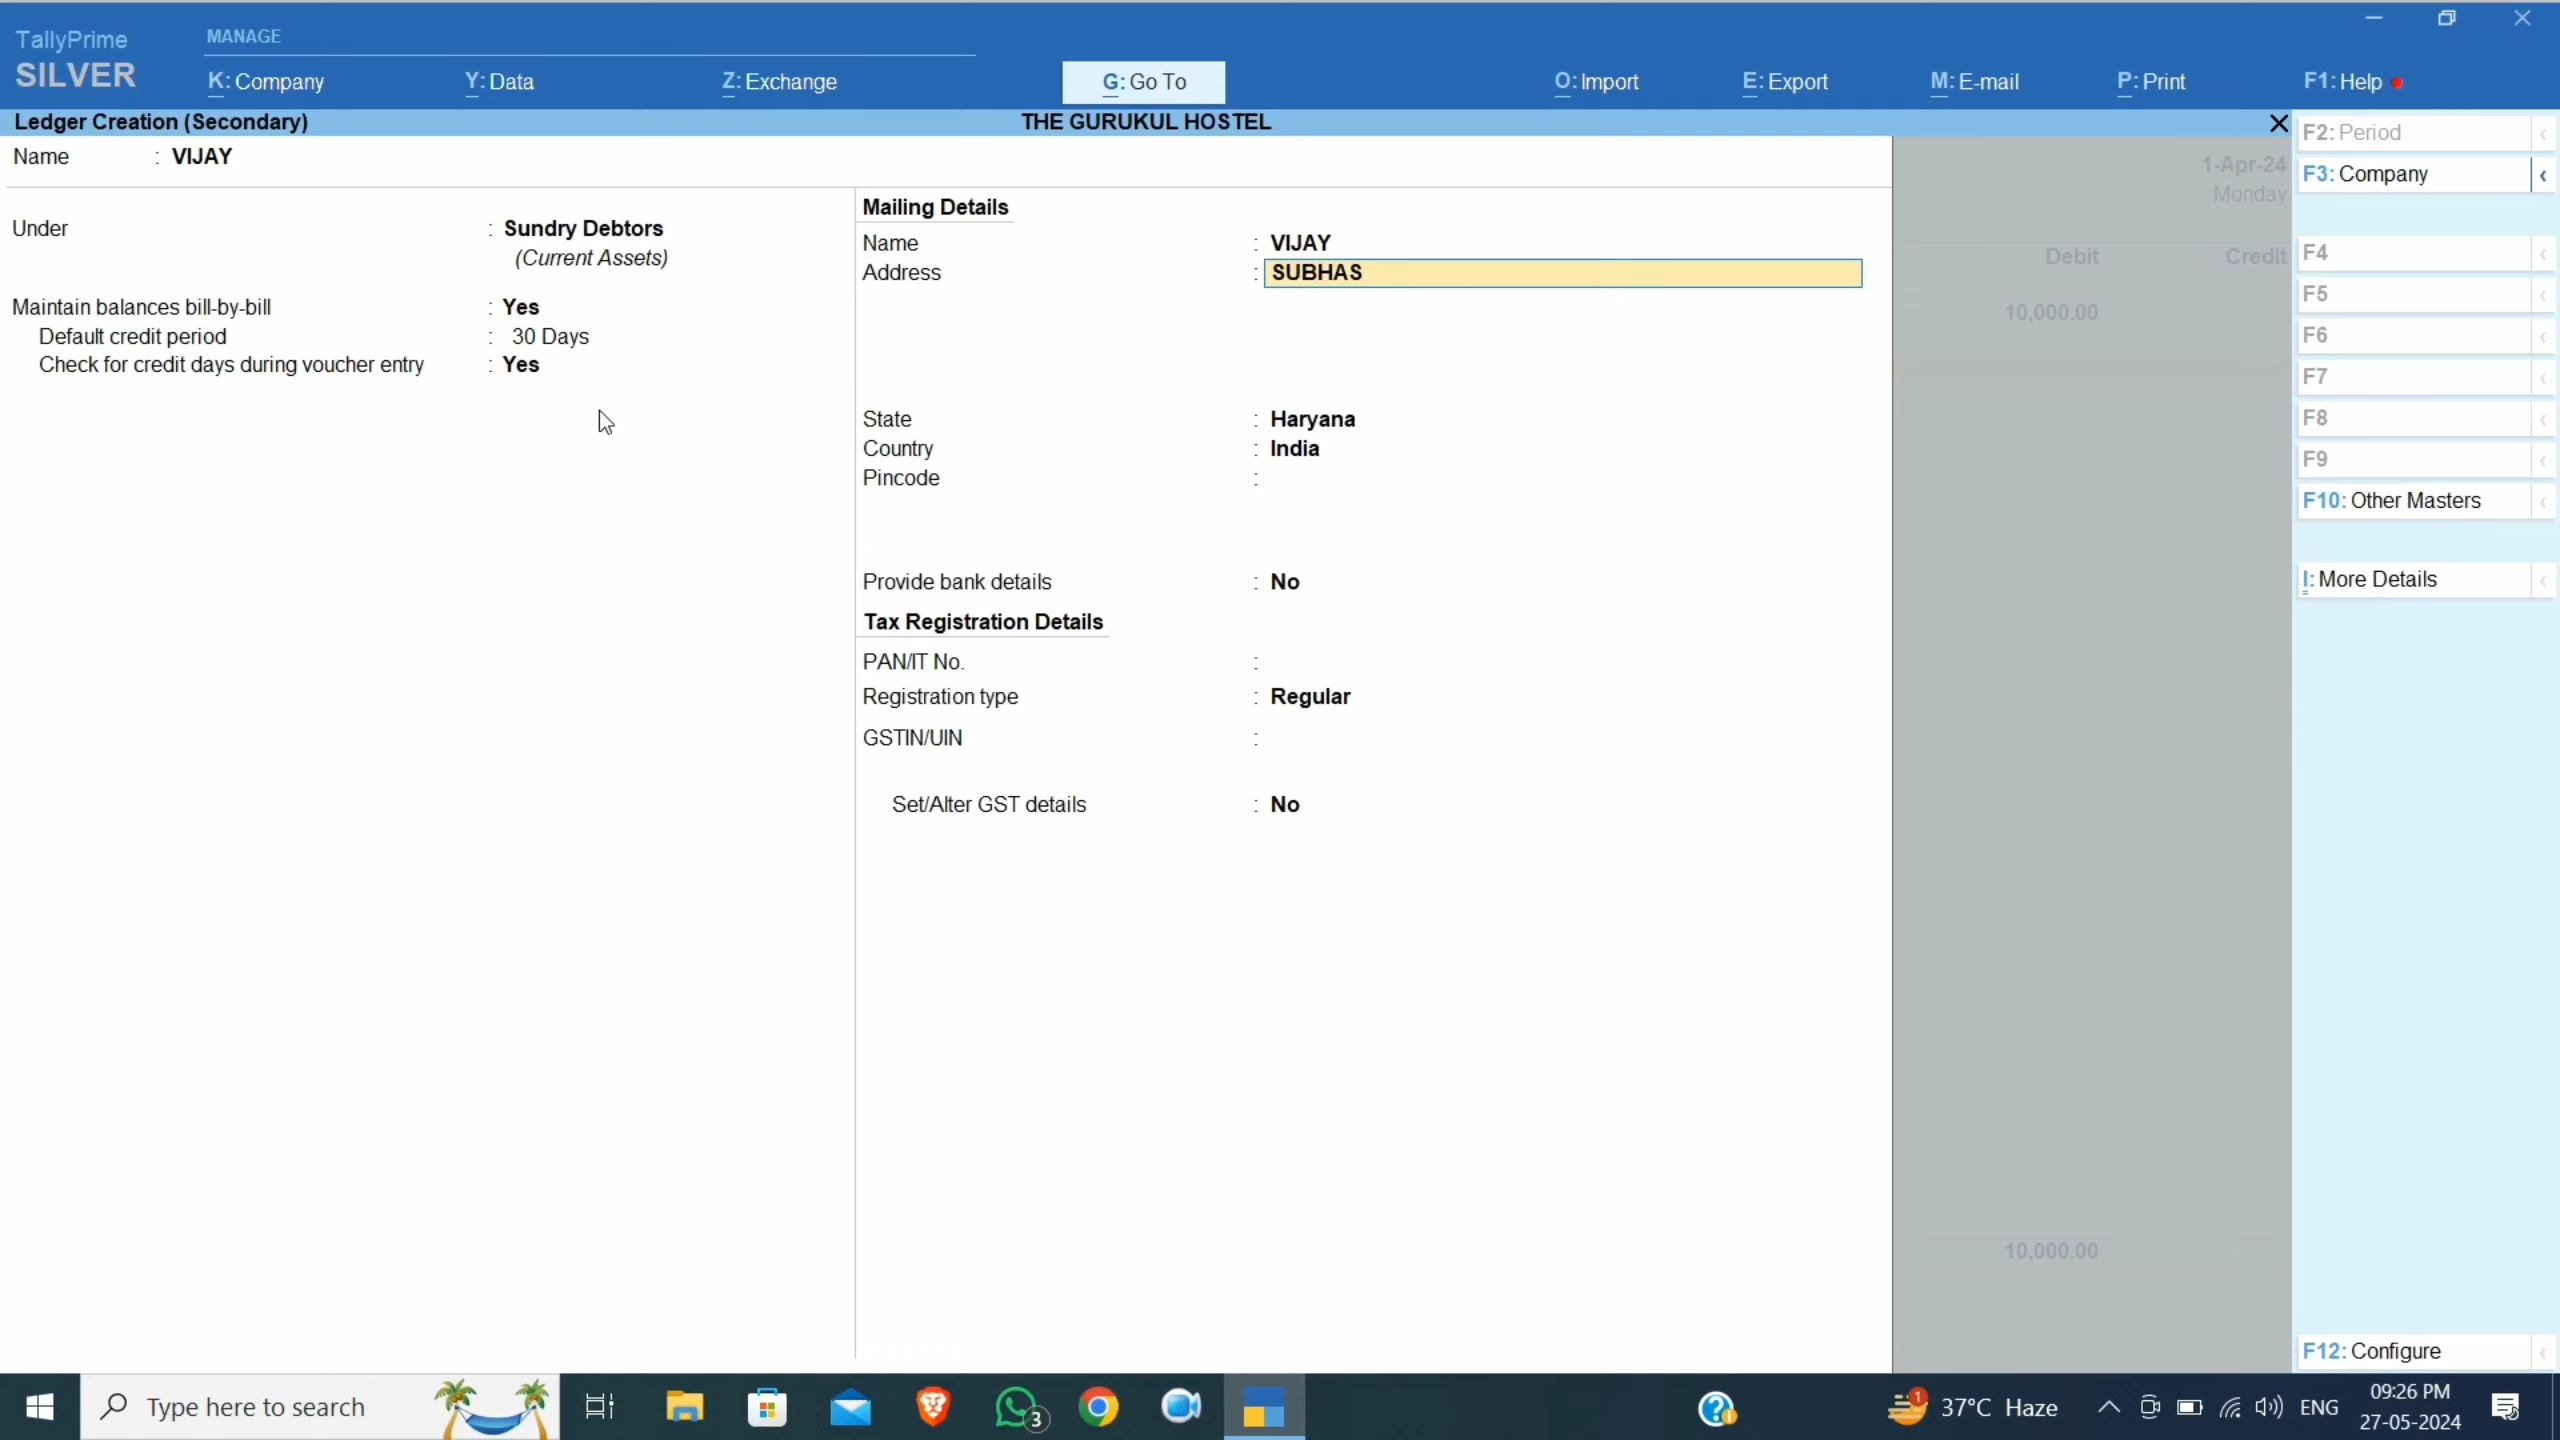 TallyPrime
SILVER
MANAGE
K: Company
Y: Data
Z: Exchange
G: Go To
O: Import
E: Export
M: E-mail
P: Print
F1: Help
Ledger Creation (Secondary)
THE GURUKUL HOSTEL
Name : VIJAY
Under : Sundry Debtors
(Current Assets)
Maintain balances bill-by-bill : Yes
Default credit period : 30 Days
Check for credit days during voucher entry : Yes
Mailing Details
Name : VIJAY
Address : SUBHAS
State : Haryana
Country : India
Pincode :
Provide bank details : No
Tax Registration Details
PAN/IT No. :
Registration type : Regular
GSTIN/UIN :
Set/Alter GST details : No
1-Apr-24
Monday
Debit Credit
10,000.00
10,000.00
F2: Period
F3: Company
F4
F5
F6
F7
F8
F9
F10: Other Masters
I: More Details
F12: Configure
Type here to search
3
1
37°C Haze
ENG
09:26 PM
27-05-2024